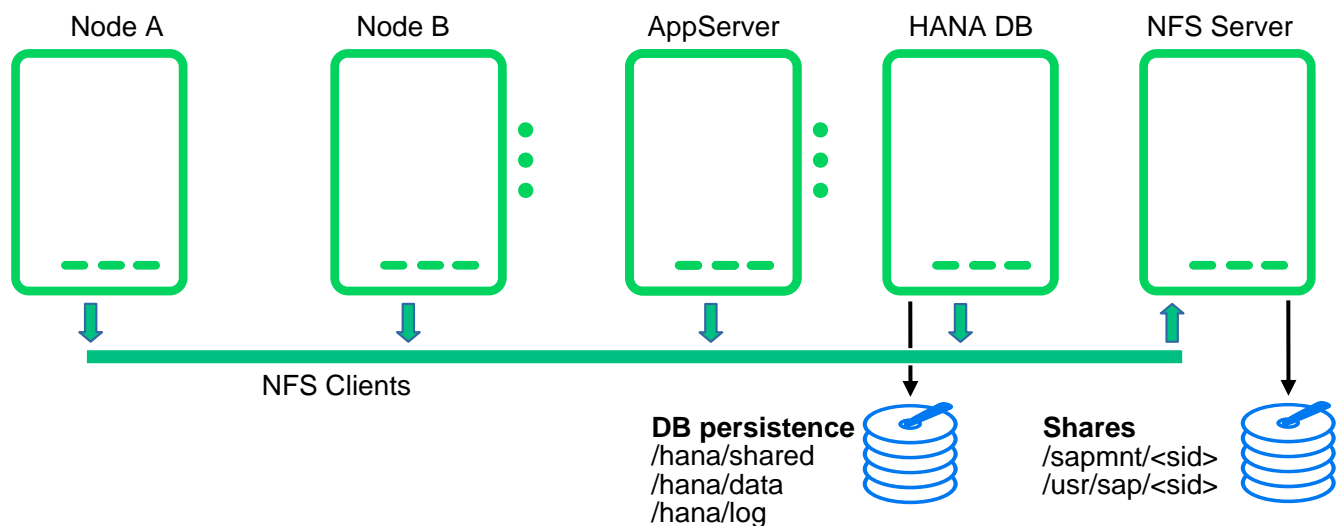 Node A
Node B
AppServer
HANA DB
NFS Server
NFS Clients
DB persistence
/hana/shared
/hana/data
/hana/log
Shares
/sapmnt/<sid>
/usr/sap/<sid>